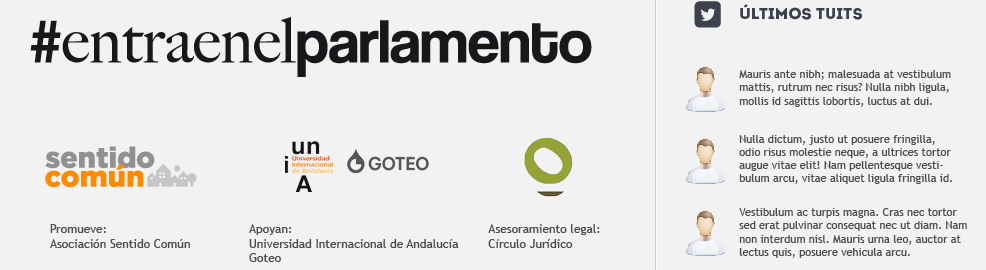 #entraenelparlamento
sentido
común
un
i
Universidad
Internacional
de Andalucía
A
GOTEO
Promueve:
Asociación Sentido Común
Apoyan:
Universidad Internacional de Andalucía
Goteo
Asesoramiento legal:
Círculo Jurídico
ÚLTIMOS TUITS
Mauris ante nibh; malesuada at vestibulum
mattis, rutrum nec risus? Nulla nibh ligula,
mollis id sagittis lobortis, luctus at dui.
Nulla dictum, justo ut posuere fringilla,
odio risus molestie neque, a ultrices tortor
augue vitae elit! Nam pellentesque vesti-
bulum arcu, vitae aliquet ligula fringilla id.
Vestibulum ac turpis magna. Cras nec tortor
sed erat pulvinar consequat nec ut diam. Nam
non interdum nisl. Mauris urna leo, auctor at
lectus quis, posuere vehicula arcu.